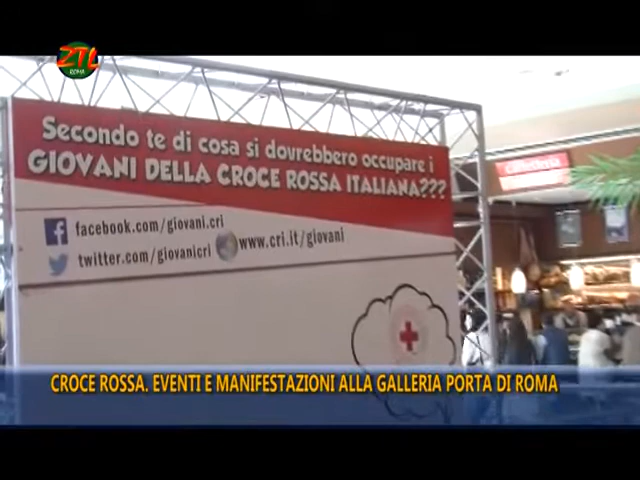 ZTL
ROMA
Secondo te di cosa si dovrebbero occupare i
GIOVANI DELLA CROCE ROSSA ITALIANA???
facebook.com/giovani.cri
twitter.com/giovanicri
www.cri.it/giovani
Caffetteria
CROCE ROSSA. EVENTI E MANIFESTAZIONI ALLA GALLERIA PORTA DI ROMA